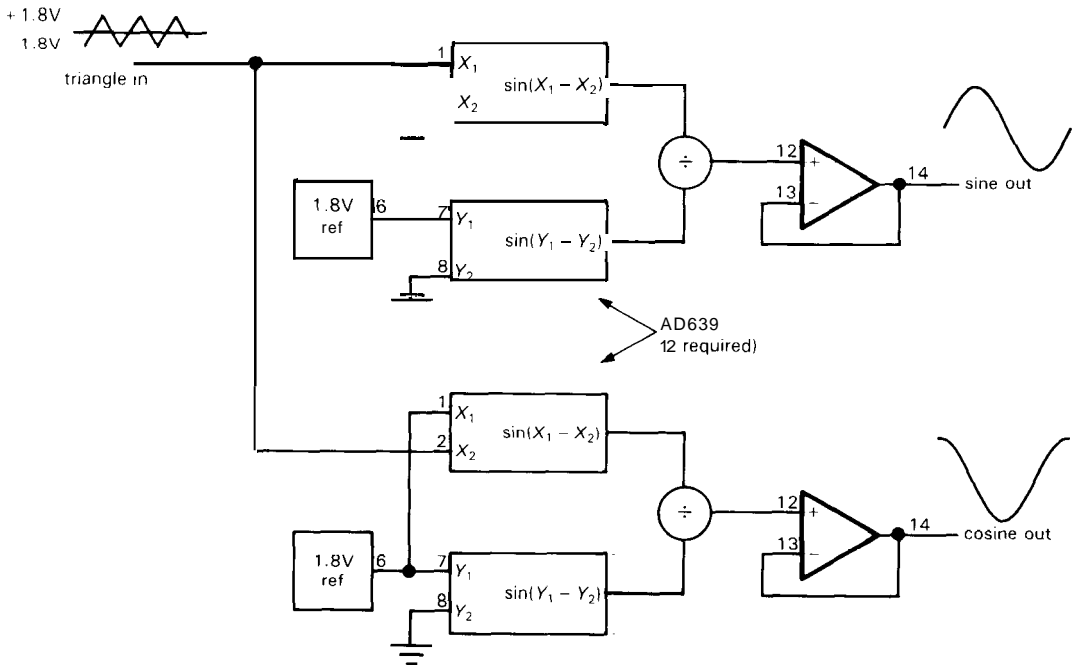 + 1.8V
1.8V
triangle in
1
X₁
X₂
sin(X₁ − X₂)
÷
12
+
13
−
14
sine out
1.8V
ref
6
7
Y₁
8
Y₂
sin(Y₁ − Y₂)
AD639
12 required)
1
X₁
2
X₂
sin(X₁ − X₂)
÷
12
+
13
−
14
cosine out
1.8V
ref
6
7
Y₁
8
Y₂
sin(Y₁ − Y₂)